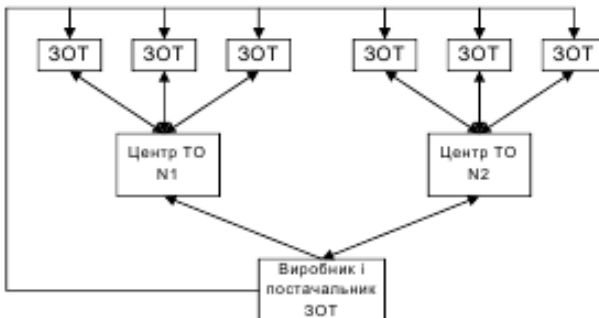 ЗОТ ЗОТ ЗОТ ЗОТ ЗОТ ЗОТ
Центр ТО
N1
Центр ТО
N2
Виробник і
постачальник
ЗОТ